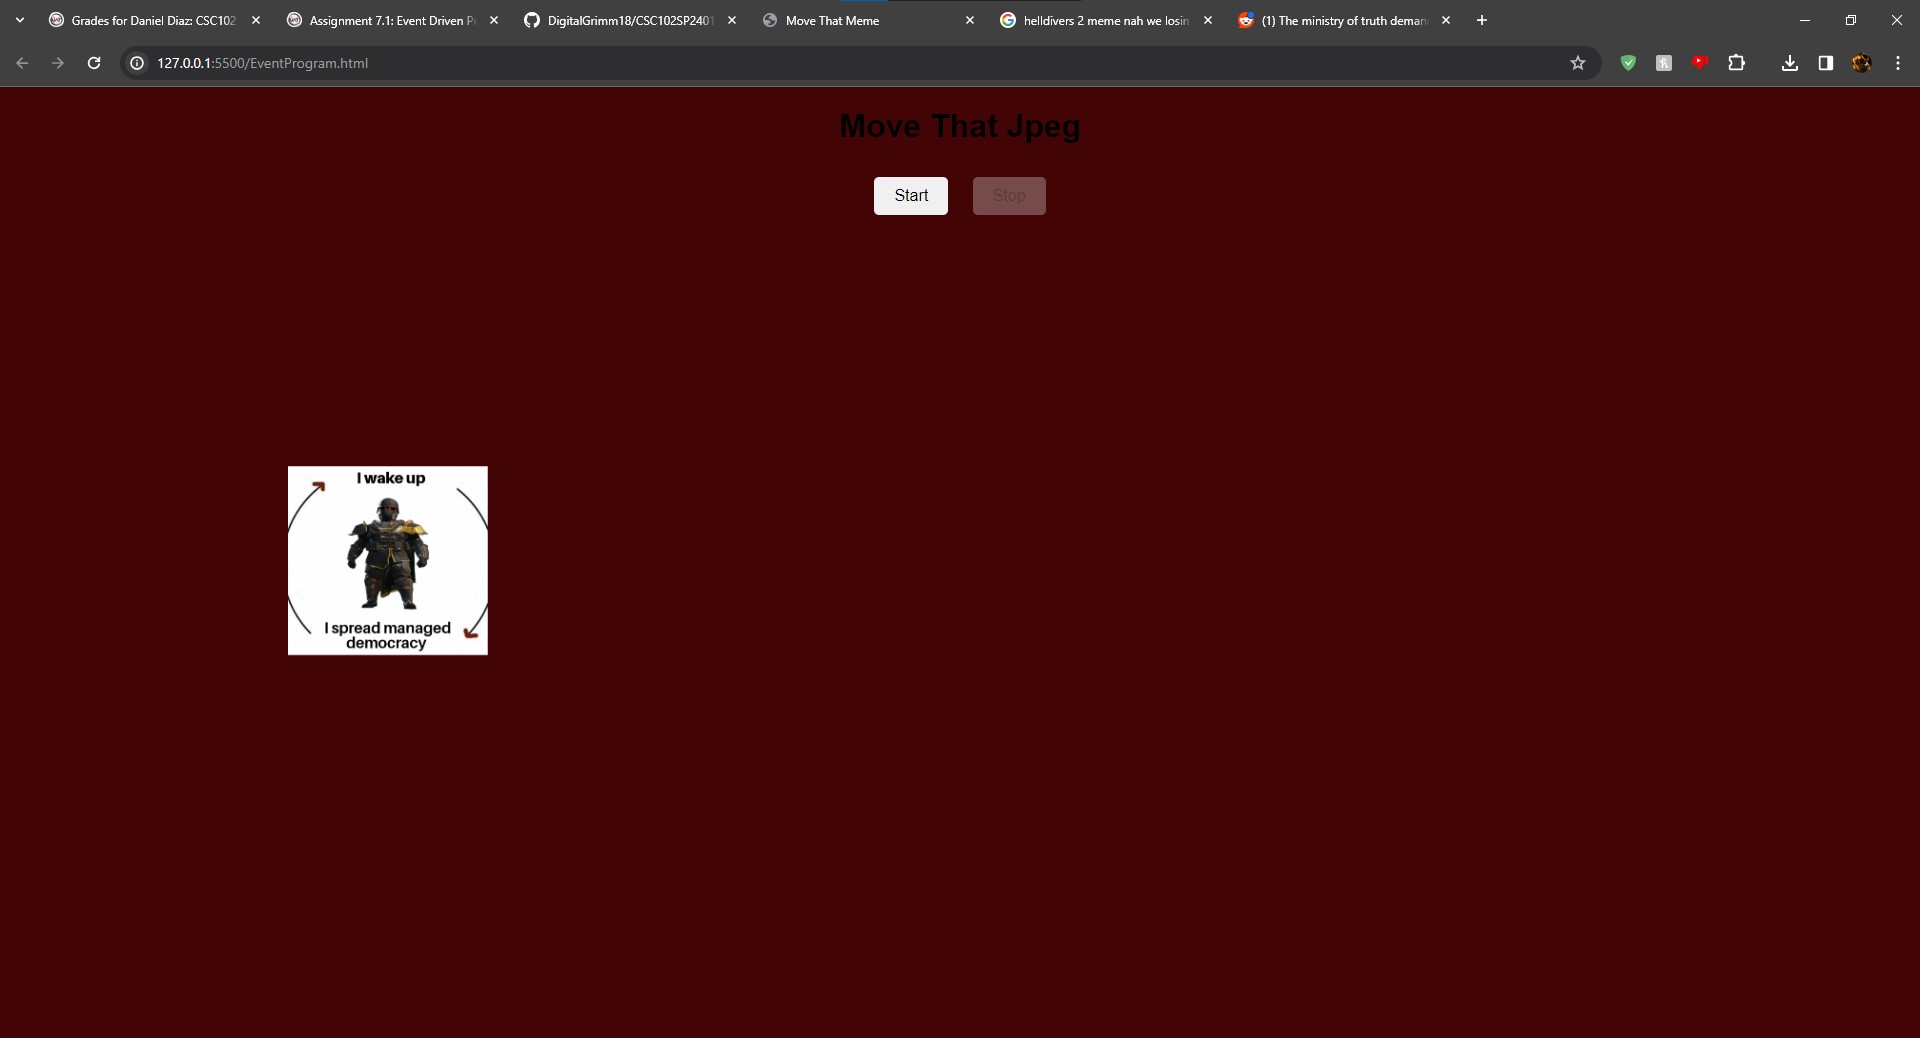 Grades for Daniel Diaz: CSC102
Assignment 7.1: Event Driven P
DigitalGrimm18/CSC102SP2401
Move That Meme
helldivers 2 meme nah we losin
(1) The ministry of truth deman
127.0.0.1:5500/EventProgram.html
Move That Jpeg
Start
Stop
I wake up
I spread managed
democracy